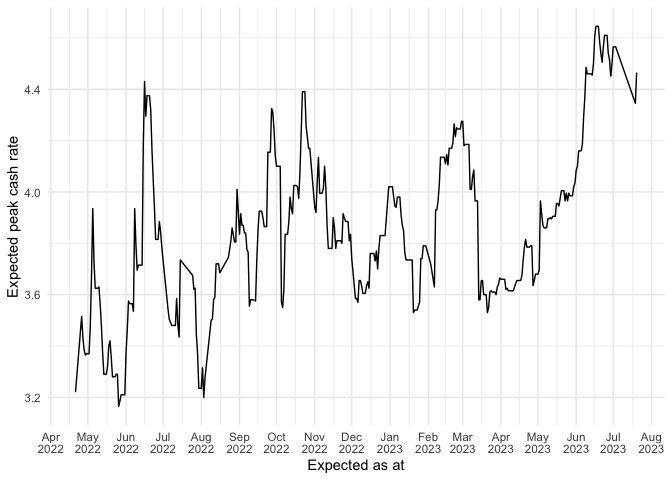 Expected peak cash rate
4.4
4.0
3.6
3.2
Apr May Jun Jul Aug Sep Oct Nov Dec Jan Feb Mar Apr May Jun Jul Aug
2022 2022 2022 2022 2022 2022 2022 2022 2022 2023 2023 2023 2023 2023 2023 2023 2023
Expected as at